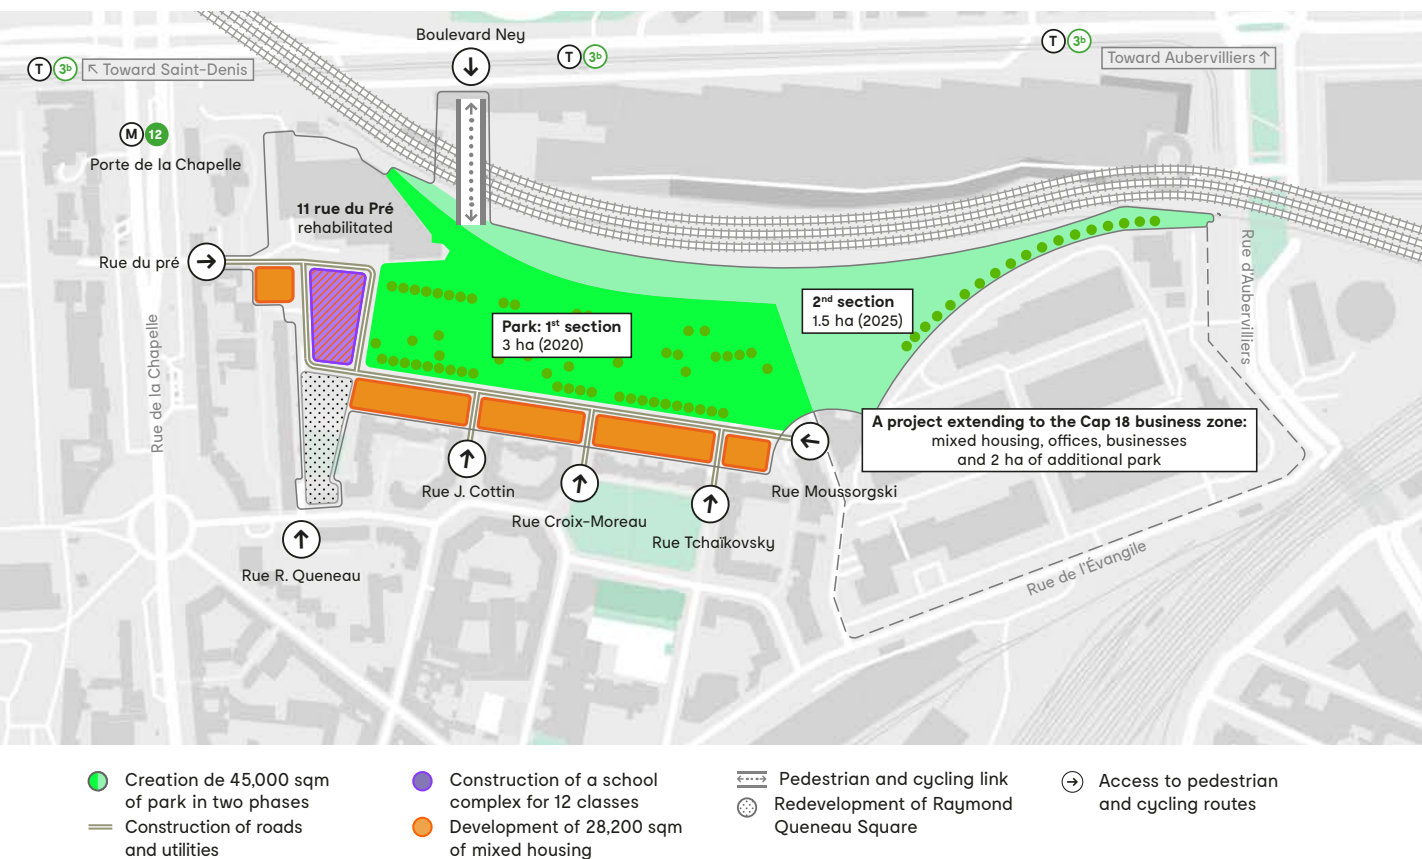 Boulevard Ney
T 3b
T 3b
T 3b
↖ Toward Saint-Denis
Toward Aubervilliers ↑
M 12
Porte de la Chapelle
11 rue du Pré
rehabilitated
Rue du pré
Rue de la Chapelle
Rue d'Aubervilliers
Park: 1st section
3 ha (2020)
2nd section
1.5 ha (2025)
A project extending to the Cap 18 business zone:
mixed housing, offices, businesses
and 2 ha of additional park
Rue J. Cottin
Rue Moussorgski
Rue Croix-Moreau
Rue Tchaïkovsky
Rue R. Queneau
Rue de l'Évangile
Creation de 45,000 sqm
of park in two phases
Construction of roads
and utilities
Construction of a school
complex for 12 classes
Development of 28,200 sqm
of mixed housing
Pedestrian and cycling link
Redevelopment of Raymond
Queneau Square
Access to pedestrian
and cycling routes